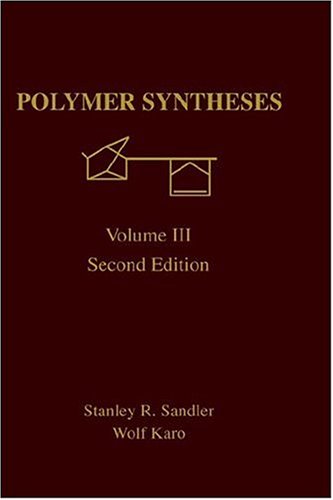 POLYMER SYNTHESES
Volume III
Second Edition
Stanley R. Sandler
Wolf Karo